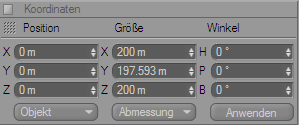 Koordinaten
Position Größe Winkel
X 0 m X 200 m H 0 °
Y 0 m Y 197.593 m P 0 °
Z 0 m Z 200 m B 0 °
Objekt Abmessung Anwenden